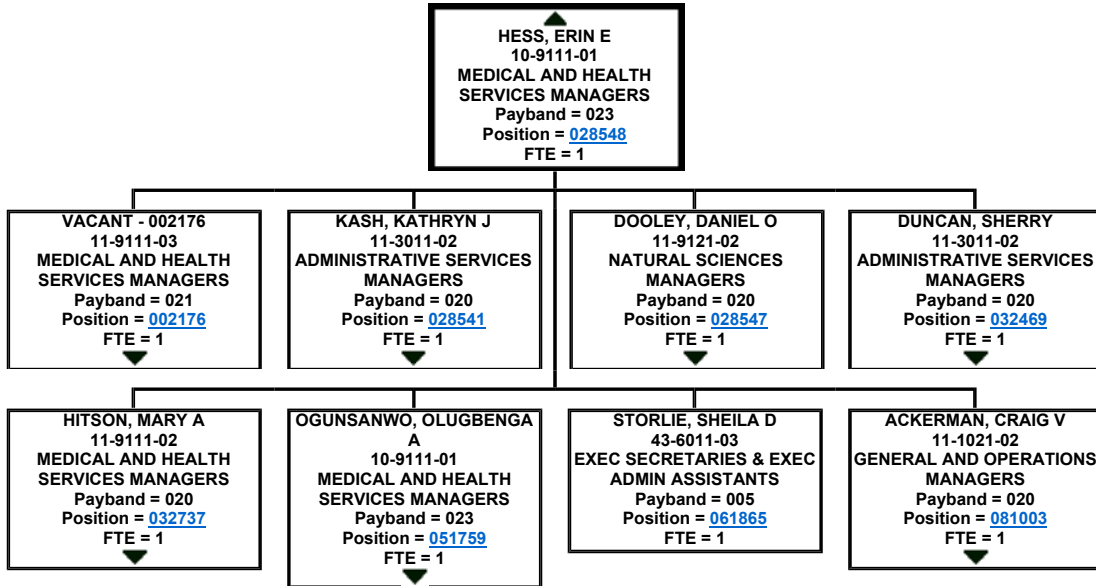 HESS, ERIN E
10-9111-01
MEDICAL AND HEALTH
SERVICES MANAGERS
Payband = 023
Position = 028548
FTE = 1
VACANT - 002176
11-9111-03
MEDICAL AND HEALTH
SERVICES MANAGERS
Payband = 021
Position = 002176
FTE = 1
KASH, KATHRYN J
11-3011-02
ADMINISTRATIVE SERVICES
MANAGERS
Payband = 020
Position = 028541
FTE = 1
DOOLEY, DANIEL O
11-9121-02
NATURAL SCIENCES
MANAGERS
Payband = 020
Position = 028547
FTE = 1
DUNCAN, SHERRY
11-3011-02
ADMINISTRATIVE SERVICES
MANAGERS
Payband = 020
Position = 032469
FTE = 1
HITSON, MARY A
11-9111-02
MEDICAL AND HEALTH
SERVICES MANAGERS
Payband = 020
Position = 032737
FTE = 1
OGUNSANWO, OLUGBENGA
A
10-9111-01
MEDICAL AND HEALTH
SERVICES MANAGERS
Payband = 023
Position = 051759
FTE = 1
STORLIE, SHEILA D
43-6011-03
EXEC SECRETARIES & EXEC
ADMIN ASSISTANTS
Payband = 005
Position = 061865
FTE = 1
ACKERMAN, CRAIG V
11-1021-02
GENERAL AND OPERATIONS
MANAGERS
Payband = 020
Position = 081003
FTE = 1